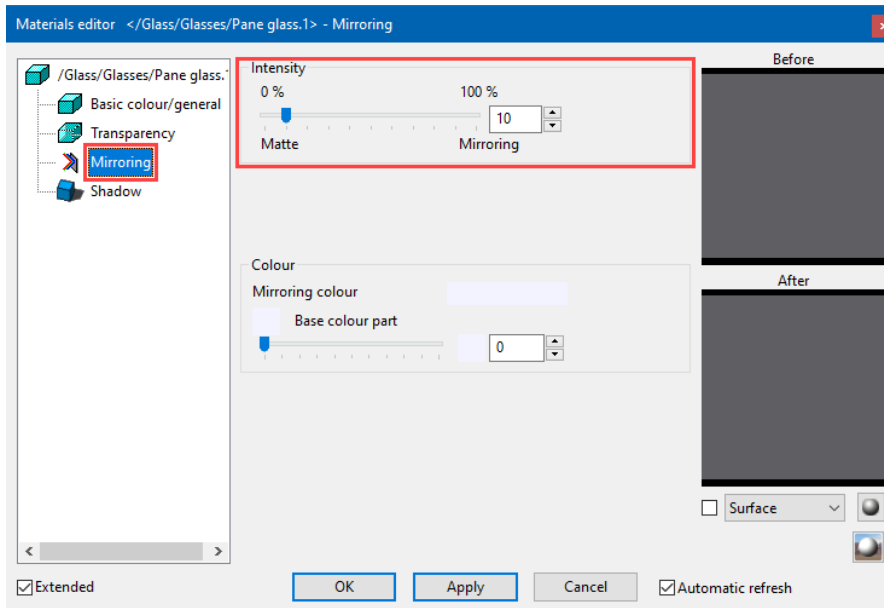 Materials editor </Glass/Glasses/Pane glass.1> - Mirroring
/Glass/Glasses/Pane glass.1
Basic colour/general
Transparency
Mirroring
Shadow
Intensity
0 % 100 %
10
Matte Mirroring
Colour
Mirroring colour
Base colour part
0
Before
After
Surface
Extended
OK Apply Cancel
Automatic refresh